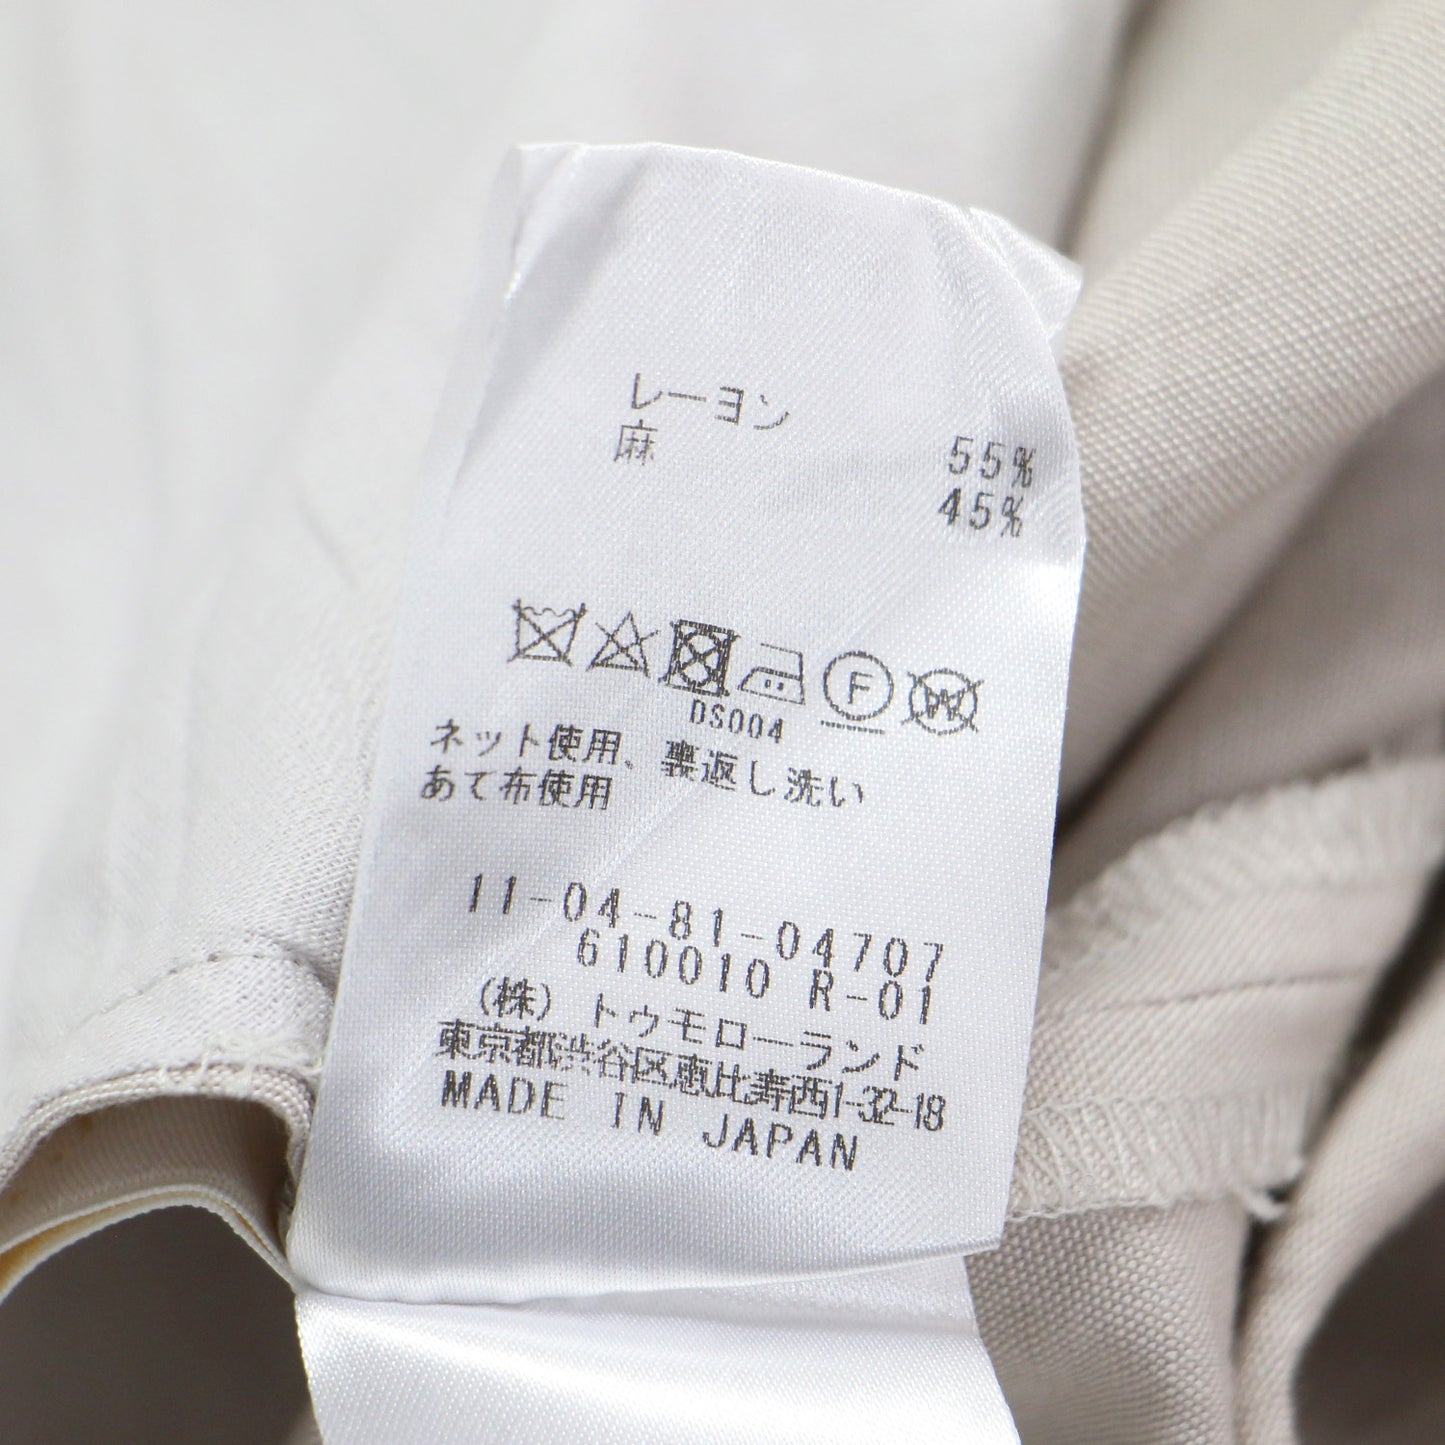 レーヨン 55%
麻 45%
F W
DS004
ネット使用、裏返し洗い
あて布使用
11-04-81-04707
610010 R-01
(株) トゥモローランド
東京都渋谷区恵比寿西1-32-18
MADE IN JAPAN